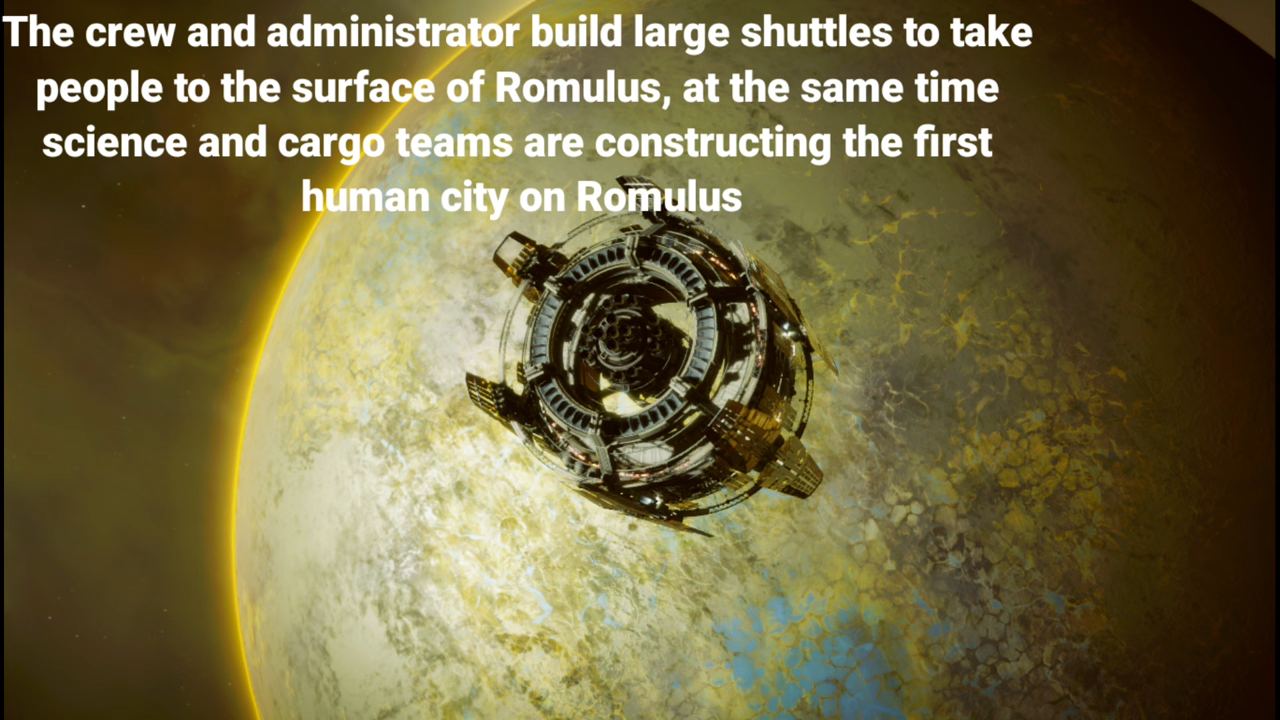 The crew and administrator build large shuttles to take
people to the surface of Romulus, at the same time
science and cargo teams are constructing the first
human city on Romulus